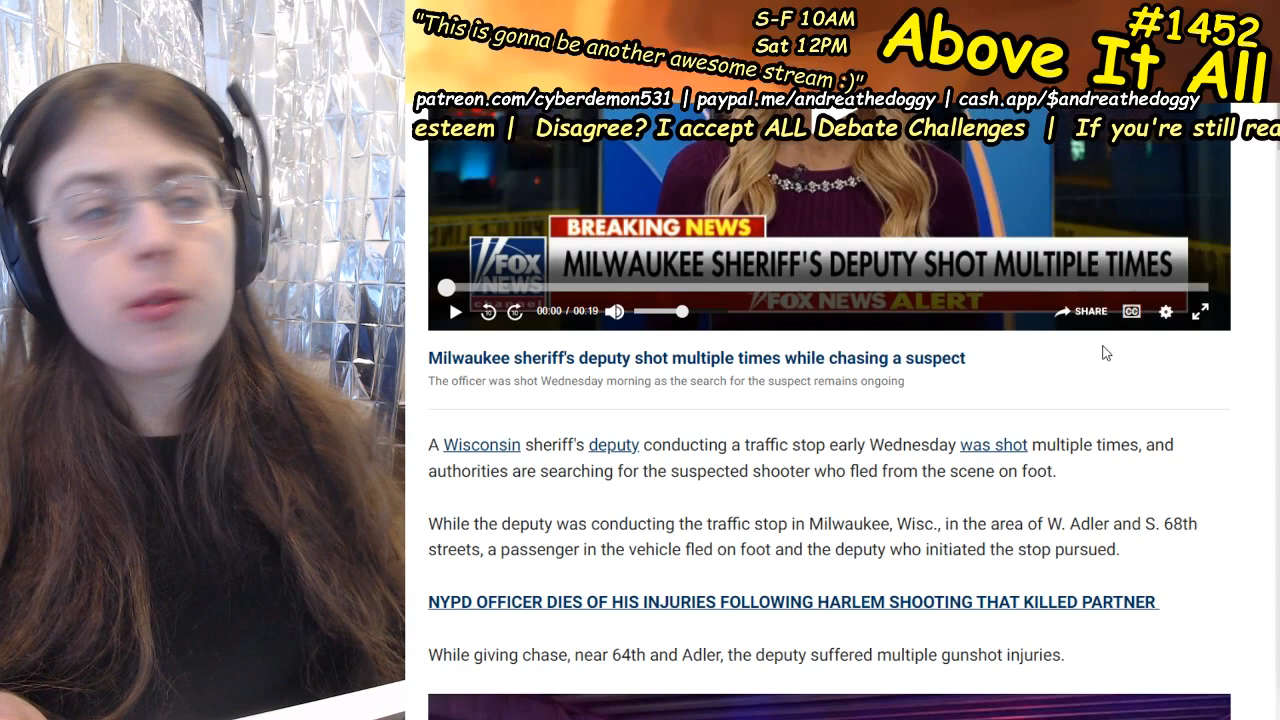 "This is gonna be another awesome stream :)"
S-F 10AM
Sat 12PM
Above It All
#1452
patreon.com/cyberdemon531 | paypal.me/andreathedoggy | cash.app/$andreathedoggy
esteem | Disagree? I accept ALL Debate Challenges | If you're still rea
BREAKING NEWS
FOX
NEWS
channel
MILWAUKEE SHERIFF'S DEPUTY SHOT MULTIPLE TIMES
FOX NEWS ALERT
10 10 00:00 / 00:19 SHARE CC
Milwaukee sheriff's deputy shot multiple times while chasing a suspect
The officer was shot Wednesday morning as the search for the suspect remains ongoing
A Wisconsin sheriff's deputy conducting a traffic stop early Wednesday was shot multiple times, and
authorities are searching for the suspected shooter who fled from the scene on foot.
While the deputy was conducting the traffic stop in Milwaukee, Wisc., in the area of W. Adler and S. 68th
streets, a passenger in the vehicle fled on foot and the deputy who initiated the stop pursued.
NYPD OFFICER DIES OF HIS INJURIES FOLLOWING HARLEM SHOOTING THAT KILLED PARTNER
While giving chase, near 64th and Adler, the deputy suffered multiple gunshot injuries.